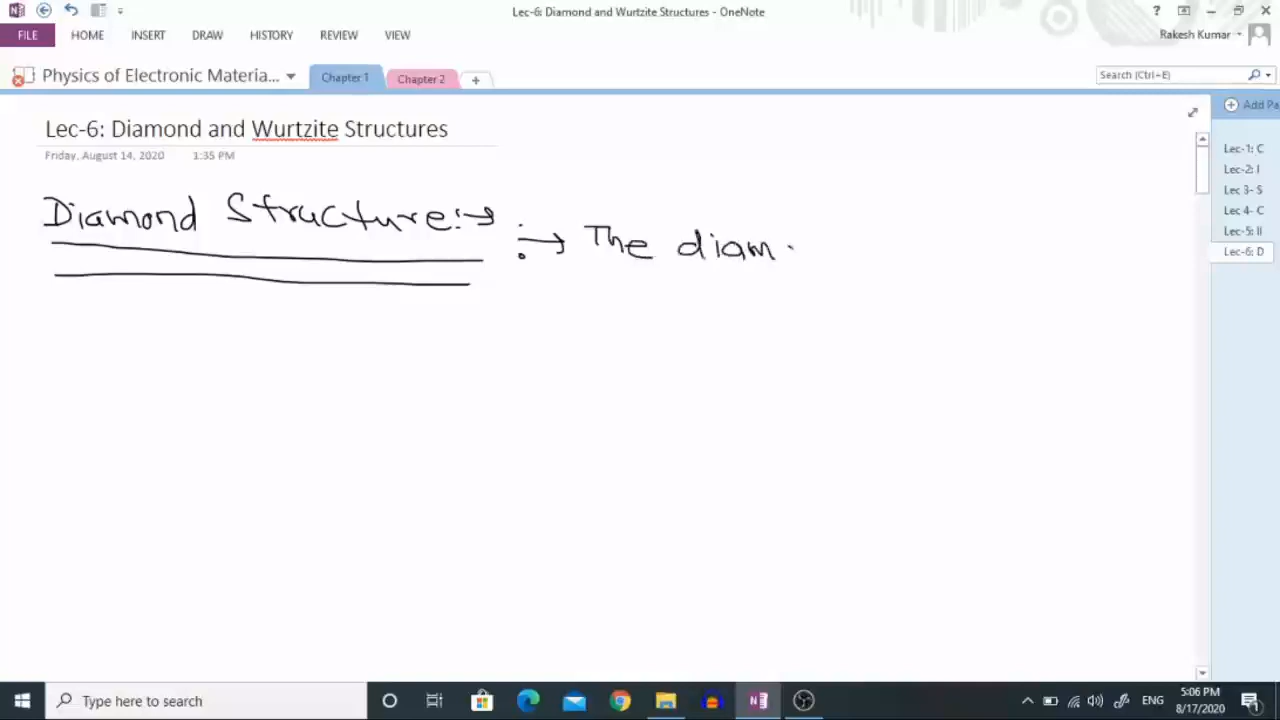 Lec-6: Diamond and Wurtzite Structures - OneNote
?
FILE HOME INSERT DRAW HISTORY REVIEW VIEW
Rakesh Kumar
Physics of Electronic Materia... Chapter 1 Chapter 2 +
Search (Ctrl+E)
Add Pa
Lec-6: Diamond and Wurtzite Structures
Friday, August 14, 2020 1:35 PM
Lec-1: C
Lec-2: I
Lec 3- S
Lec 4- C
Lec-5: II
Lec-6: D
Diamond Structure:→
:→ The diam
Type here to search
ENG
5:06 PM
8/17/2020
1